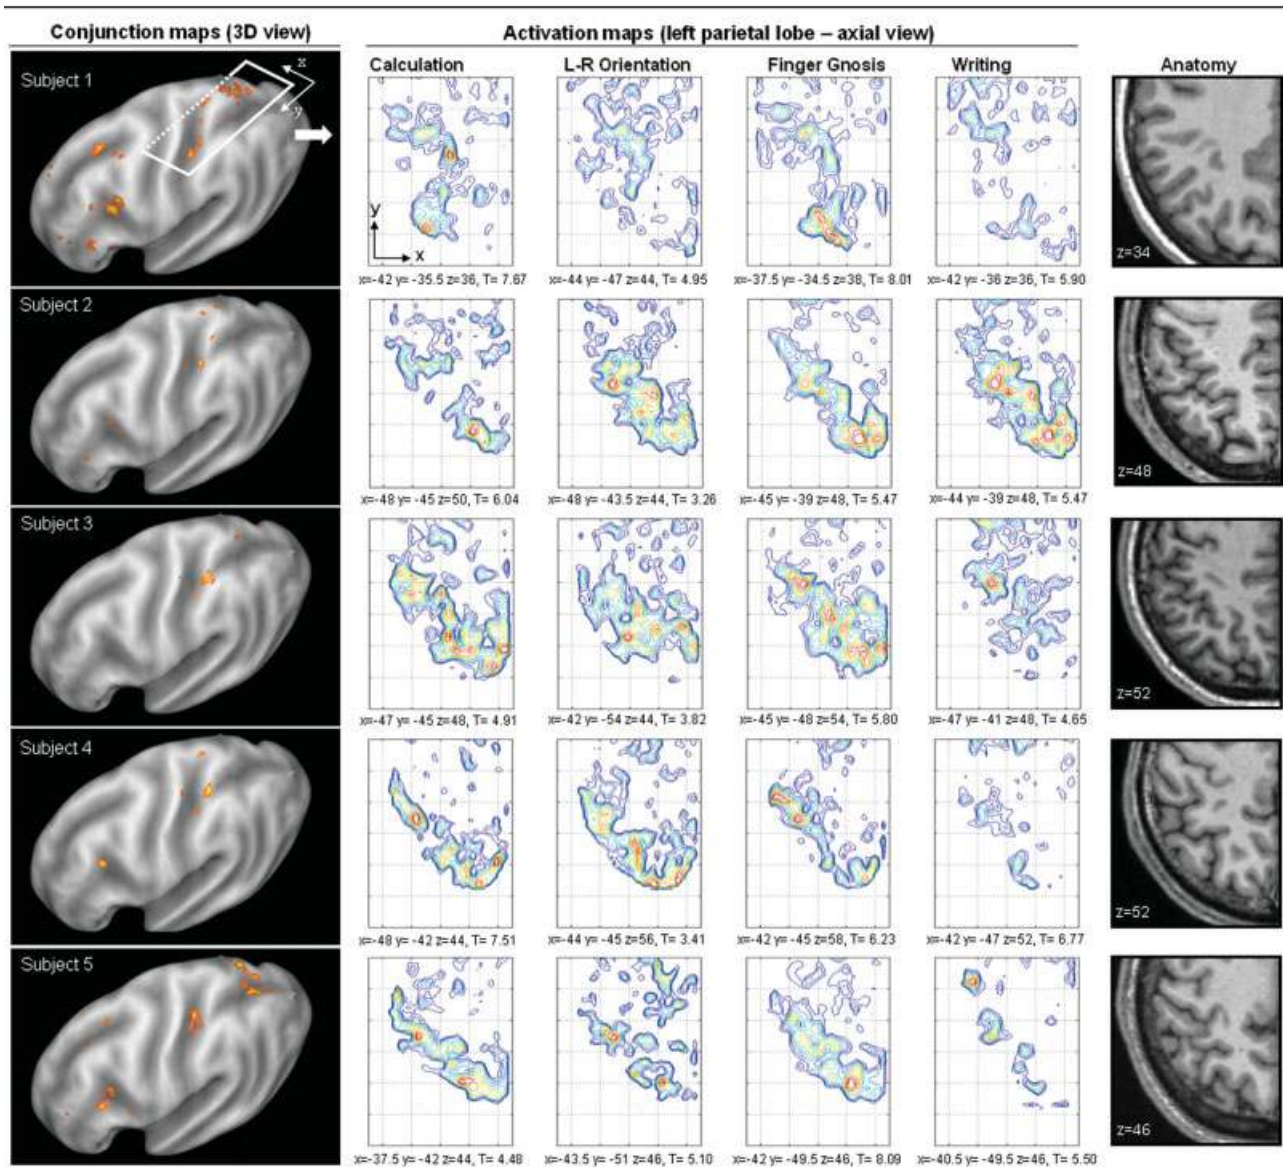 Conjunction maps (3D view)
Activation maps (left parietal lobe – axial view)
Calculation
L-R Orientation
Finger Gnosis
Writing
Anatomy
Subject 1
x
y
y
x
z=34
x=-42 y= -35.5 z=36, T= 7.67
x=-44 y= -47 z=44, T= 4.95
x=-37.5 y= -34.5 z=38, T= 8.01
x=-42 y= -36 z=36, T= 5.90
Subject 2
z=48
x=-48 y= -45 z=50, T= 6.04
x=-48 y= -43.5 z=44, T= 3.26
x=-45 y= -39 z=48, T= 5.47
x=-44 y= -39 z=48, T= 5.47
Subject 3
z=52
x=-47 y= -45 z=48, T= 4.91
x=-42 y= -54 z=44, T= 3.82
x=-45 y= -48 z=54, T= 5.80
x=-47 y= -41 z=48, T= 4.65
Subject 4
z=52
x=-48 y= -42 z=44, T= 7.51
x=-44 y= -45 z=56, T= 3.41
x=-42 y= -45 z=58, T= 6.23
x=-42 y= -47 z=52, T= 6.77
Subject 5
z=46
x=-37.5 y= -42 z=44, T= 4.48
x=-43.5 y= -51 z=46, T= 5.10
x=-42 y= -49.5 z=46, T= 8.09
x=-40.5 y= -49.5 z=46, T= 5.50